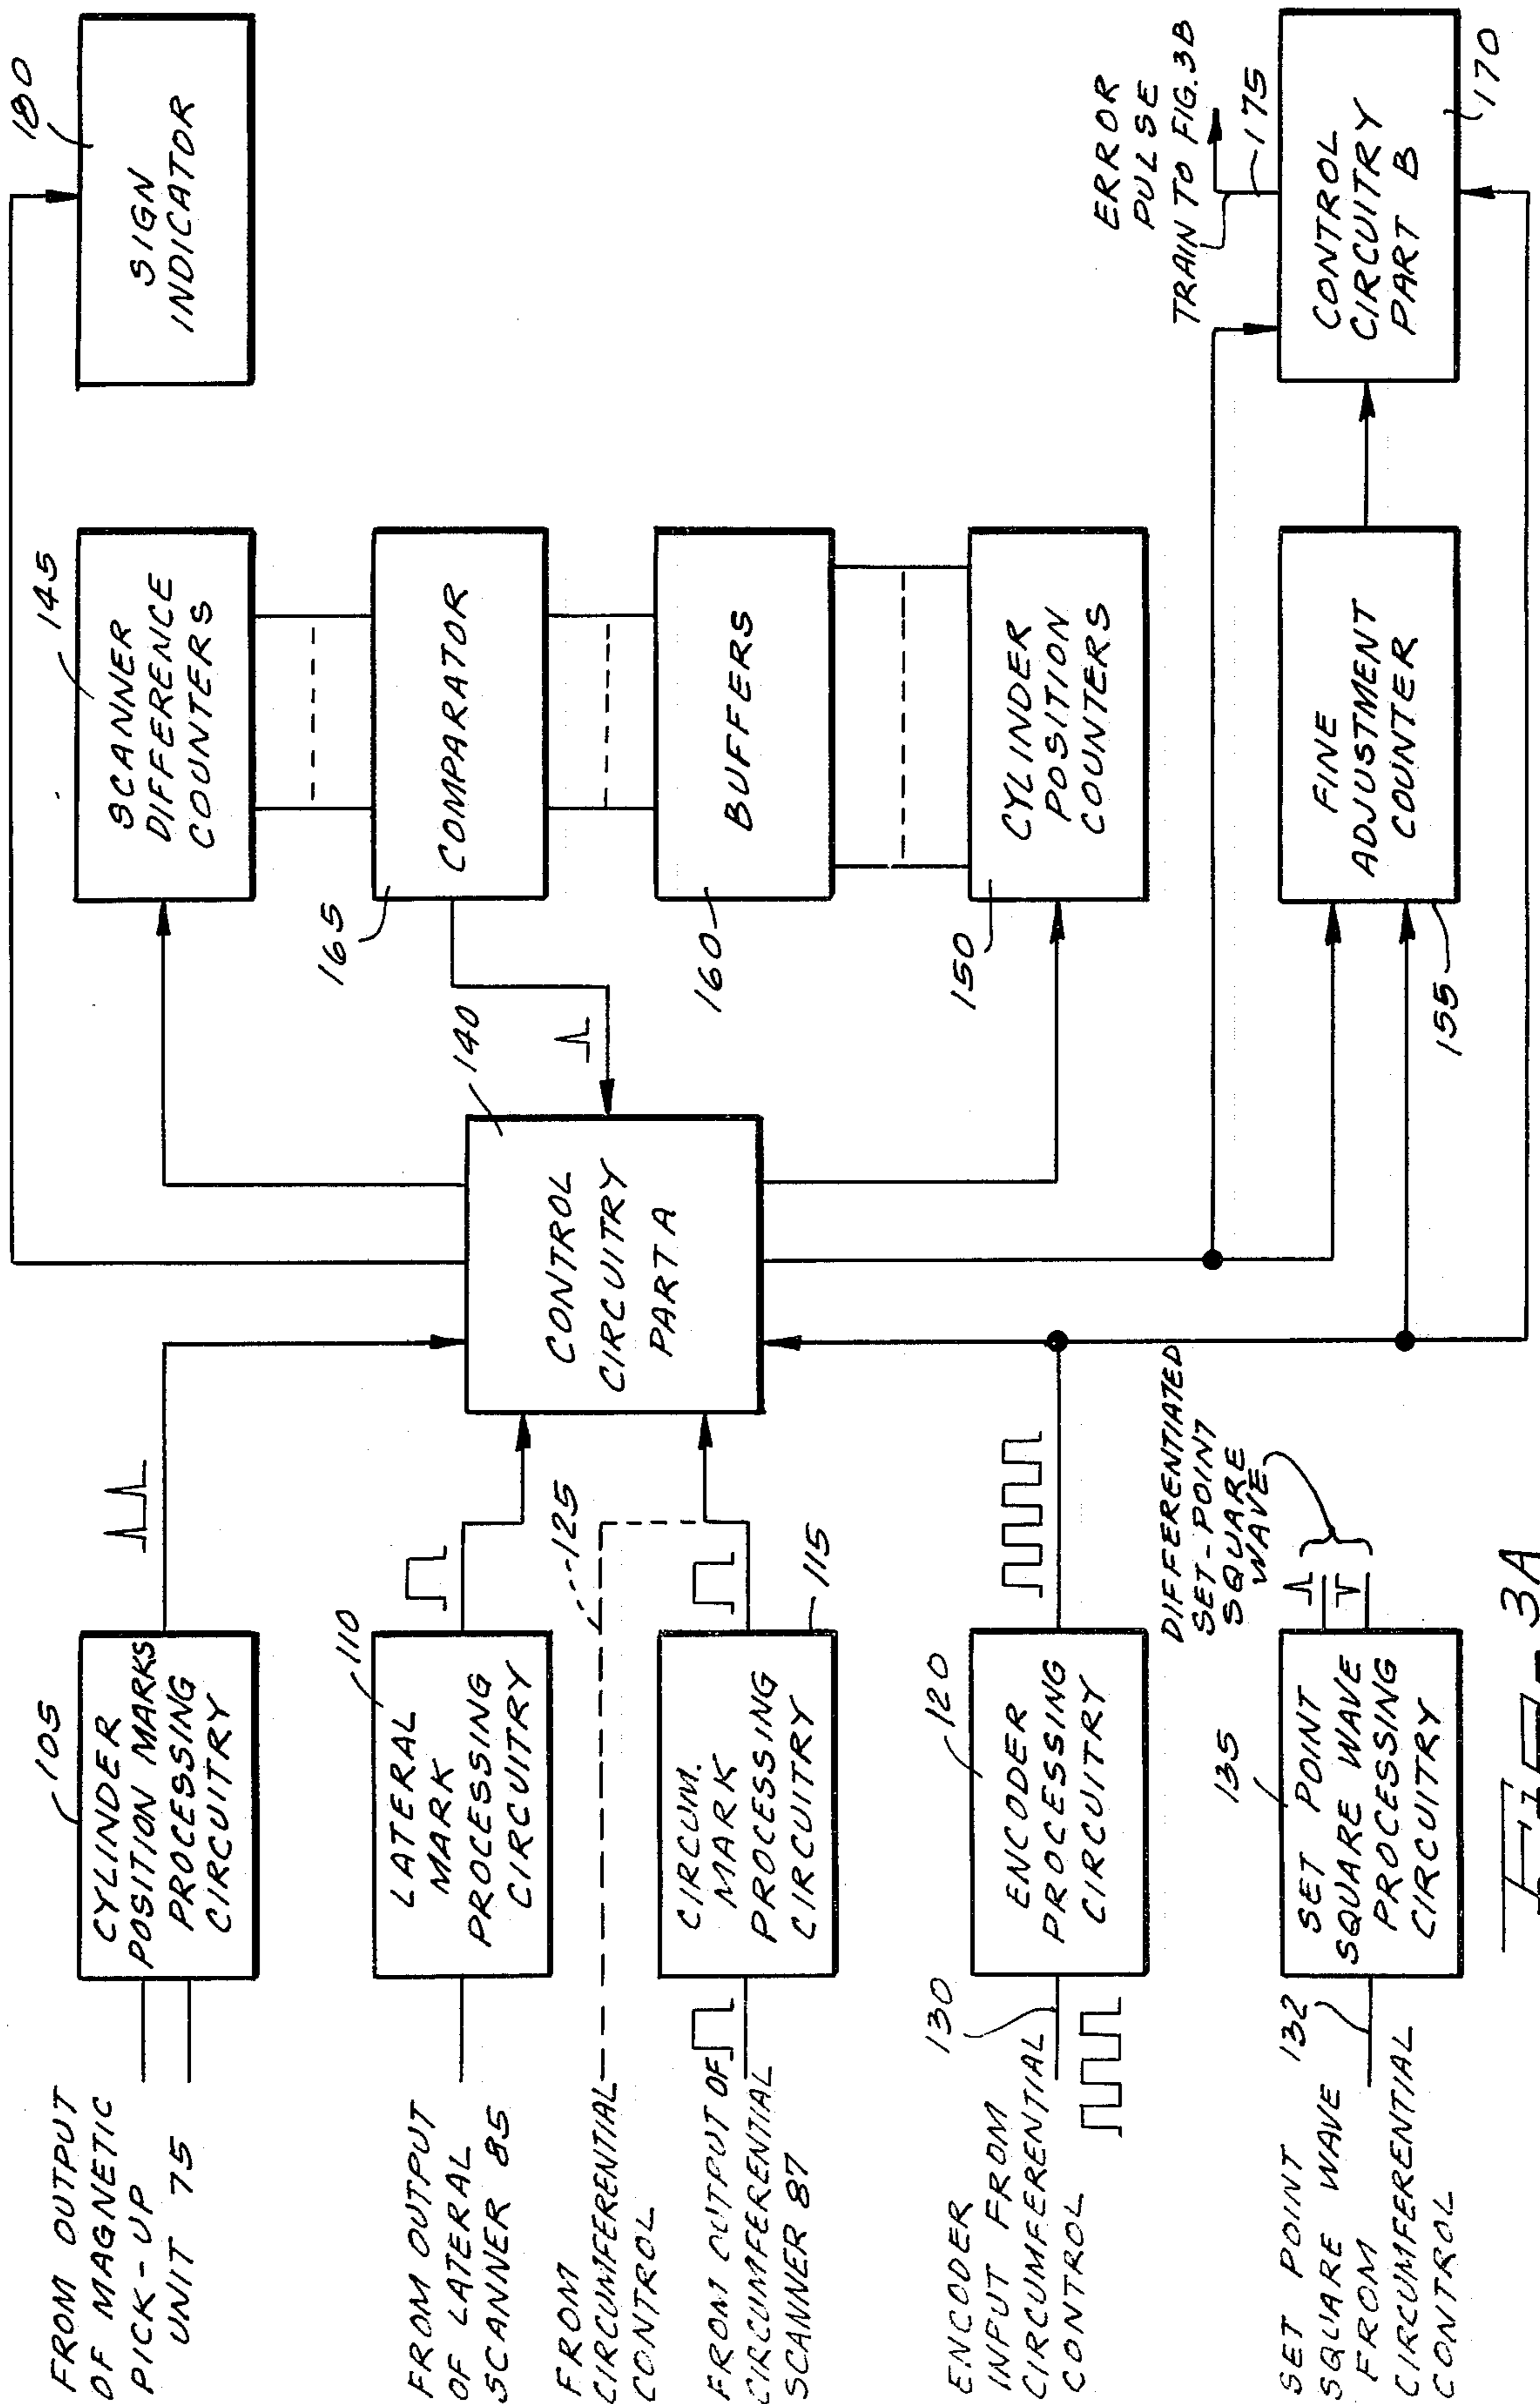 FROM OUTPUT
OF MAGNETIC
PICK-UP
UNIT 75
105
CYLINDER
POSITION MARKS
PROCESSING
CIRCUITRY
FROM OUTPUT
OF LATERAL
SCANNER 85
110
LATERAL
MARK
PROCESSING
CIRCUITRY
FROM
CIRCUMFERENTIAL
CONTROL
125
FROM OUTPUT OF
CIRCUMFERENTIAL
SCANNER 87
CIRCUM.
MARK
PROCESSING
CIRCUITRY
115
ENCODER
INPUT FROM
CIRCUMFERENTIAL
CONTROL
130
ENCODER
PROCESSING
CIRCUITRY
120
SET POINT
SQUARE WAVE
FROM
CIRCUMFERENTIAL
CONTROL
132
SET POINT
SQUARE WAVE
PROCESSING
CIRCUITRY
135
DIFFERENTIATED
SET-POINT
SQUARE
WAVE
CONTROL
CIRCUITRY
PART A
140
SCANNER
DIFFERENCE
COUNTERS
145
COMPARATOR
165
BUFFERS
160
CYLINDER
POSITION
COUNTERS
150
FINE
ADJUSTMENT
COUNTER
155
SIGN
INDICATOR
180
ERROR
PULSE
TRAIN TO FIG. 3B
175
CONTROL
CIRCUITRY
PART B
170
Fig. 3A